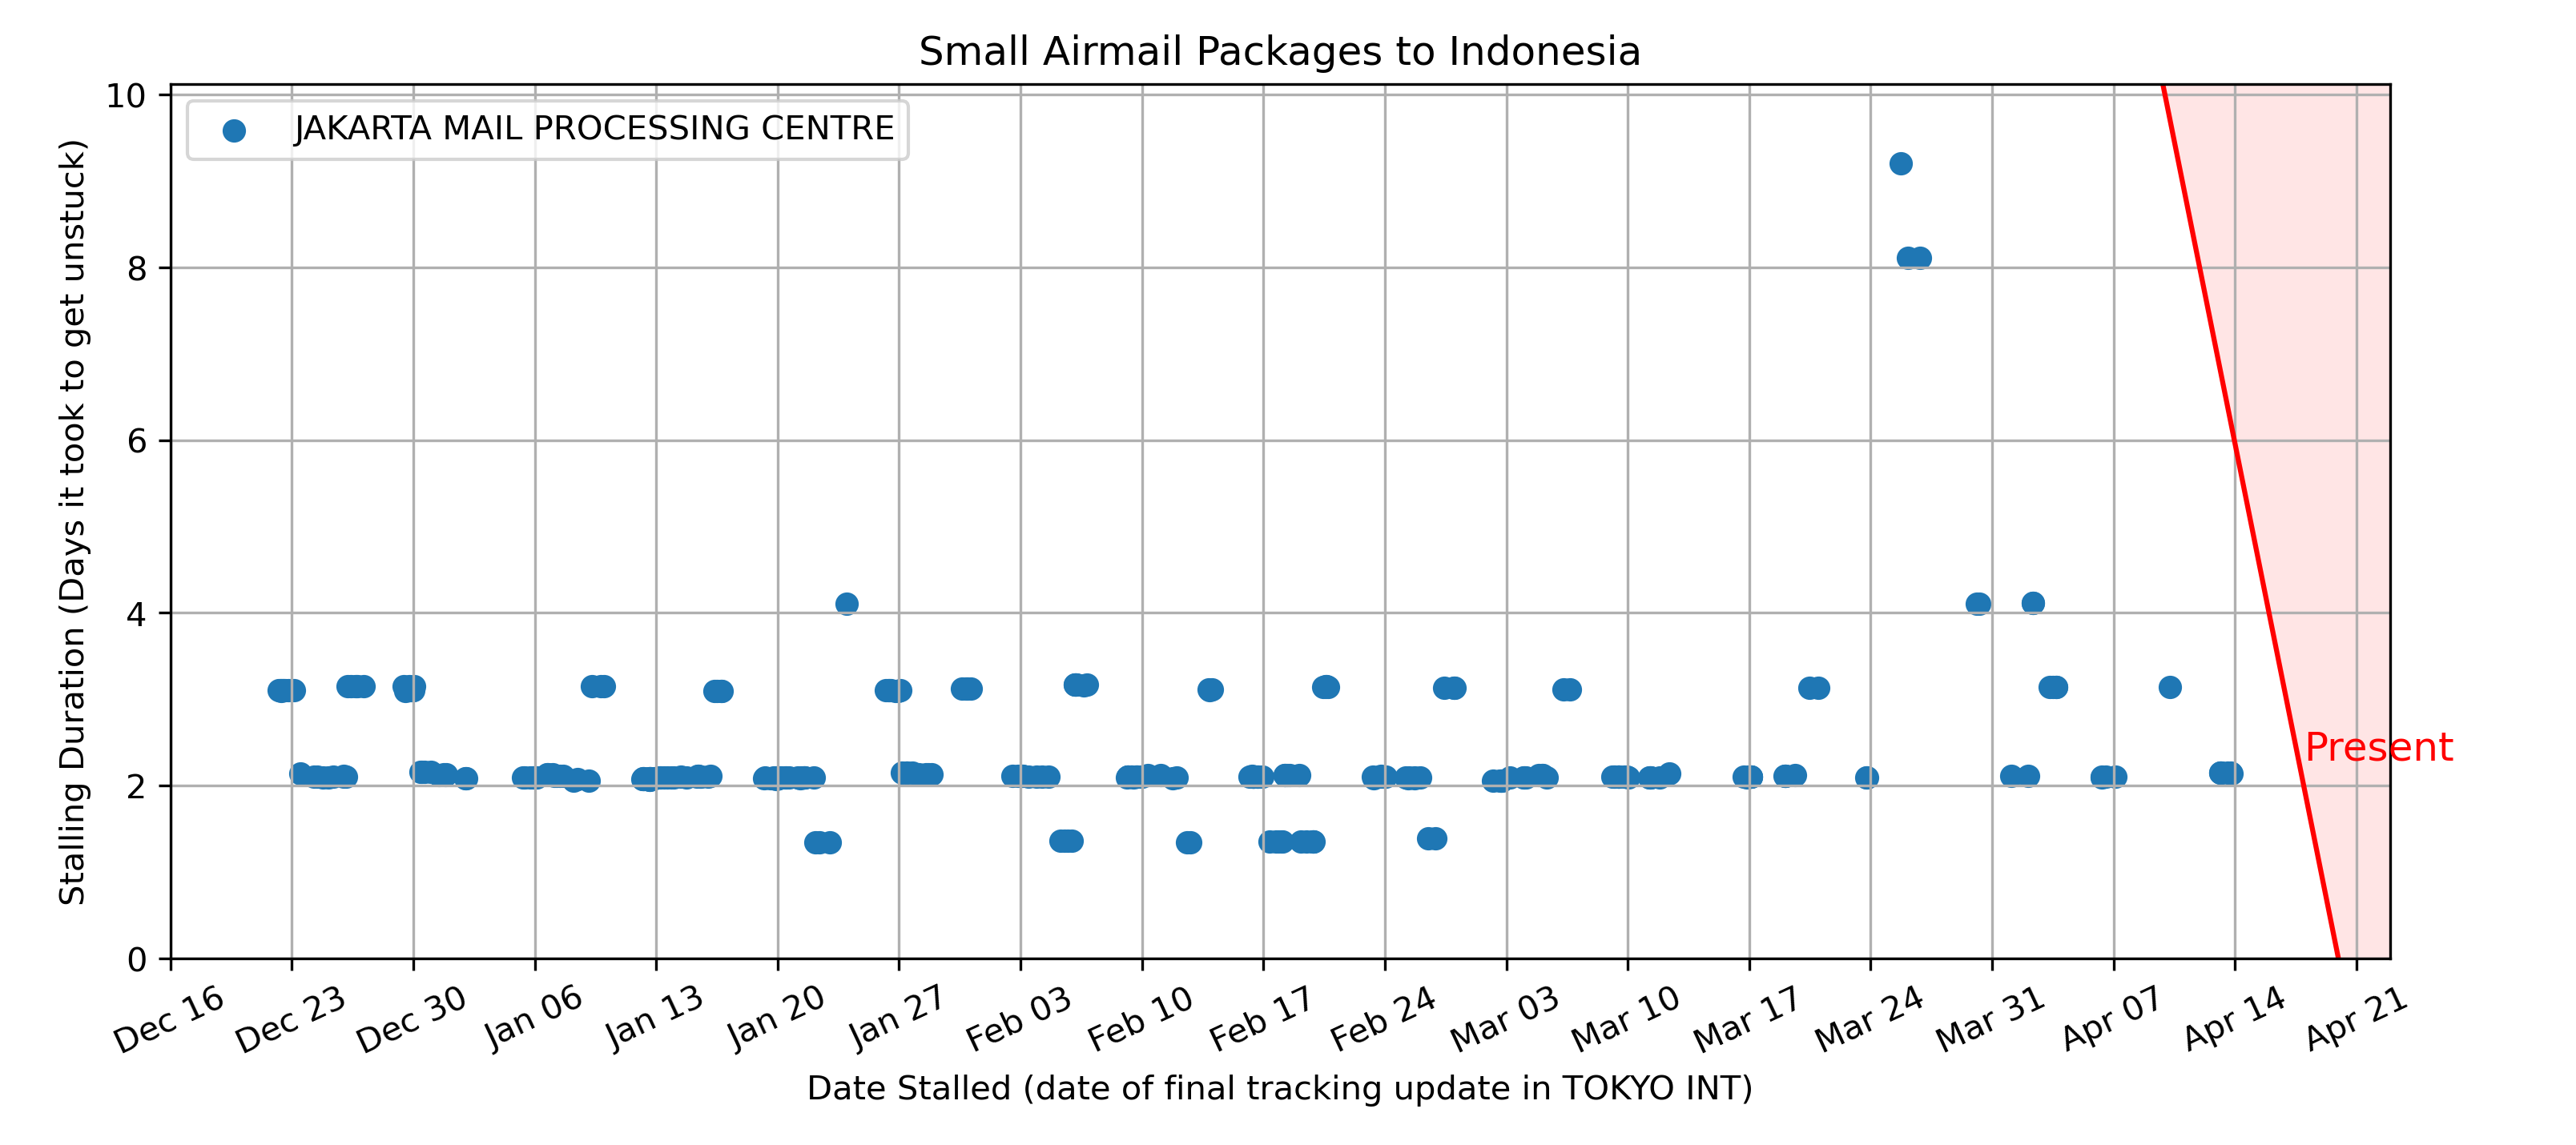 Small Airmail Packages to Indonesia
10
JAKARTA MAIL PROCESSING CENTRE
8
6
4
2
0
Stalling Duration (Days it took to get unstuck)
Present
Dec 16
Dec 23
Dec 30
Jan 06
Jan 13
Jan 20
Jan 27
Feb 03
Feb 10
Feb 17
Feb 24
Mar 03
Mar 10
Mar 17
Mar 24
Mar 31
Apr 07
Apr 14
Apr 21
Date Stalled (date of final tracking update in TOKYO INT)